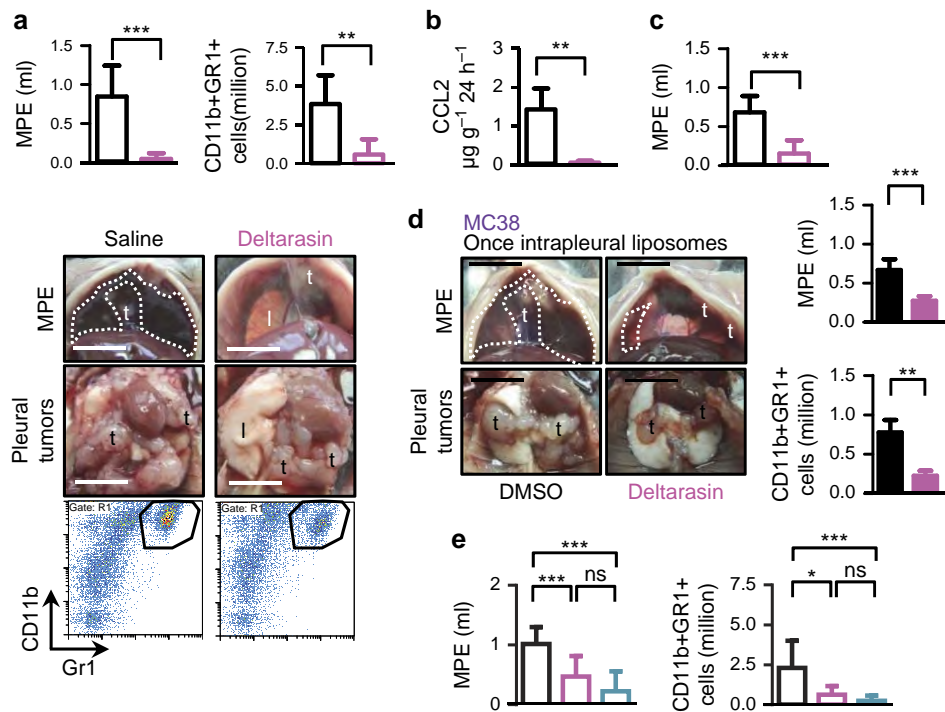 a
MPE (ml)
1.5
1.0
0.5
0.0
***
CD11b+GR1+
cells(million)
7.5
5.0
2.5
0.0
**
b
CCL2
µg g⁻¹ 24 h⁻¹
3
2
1
0
**
c
MPE (ml)
1.5
1.0
0.5
0.0
***
Saline
Deltarasin
MPE
t
t
l
Pleural
tumors
t
t
l
t
t
Gate: R1
Gate: R1
CD11b
Gr1
d
MC38
Once intrapleural liposomes
MPE
t
t
t
Pleural
tumors
t
t
t
t
DMSO
Deltarasin
MPE (ml)
1.5
1.0
0.5
0.0
***
CD11b+GR1+
cells (million)
1.5
1.0
0.5
0.0
**
e
MPE (ml)
2
1
0
***
***
ns
CD11b+GR1+
cells (million)
7.5
5.0
2.5
0.0
***
*
ns